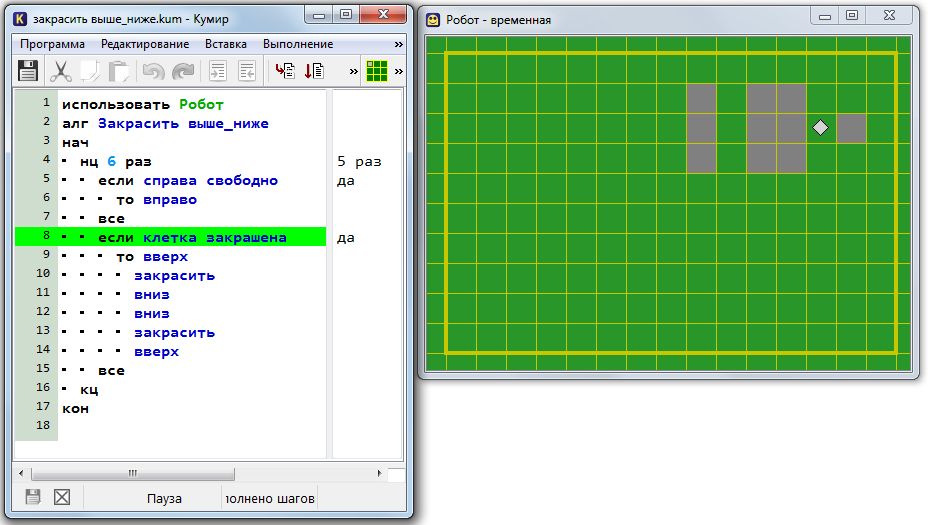 закрасить выше_ниже.kum - Кумир
Программа Редактирование Вставка Выполнение »
» »
1 использовать Робот
2 алг Закрасить выше_ниже
3 нач
4 нц 6 раз 5 раз
5 если справа свободно да
6 то вправо
7 все
8 если клетка закрашена да
9 то вверх
10 закрасить
11 вниз
12 вниз
13 закрасить
14 вверх
15 все
16 кц
17 кон
18
Пауза олнено шагов
Робот - временная